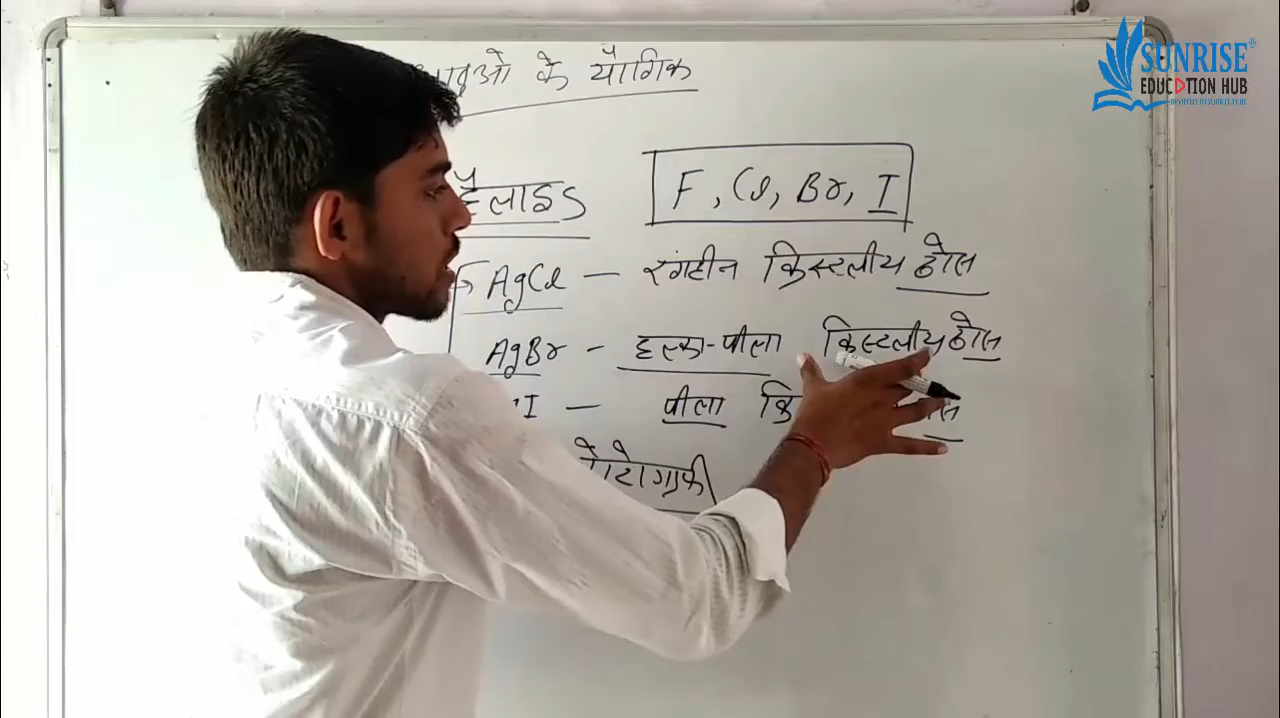 के यौगिक
हैलाइड
F, Cl, Br, I
AgCl — रंगहीन क्रिस्टलीय ठोस
AgBr - हल्का-पीला क्रिस्टलीय ठोस
I — पीला
SUNRISE®
EDUCATION HUB